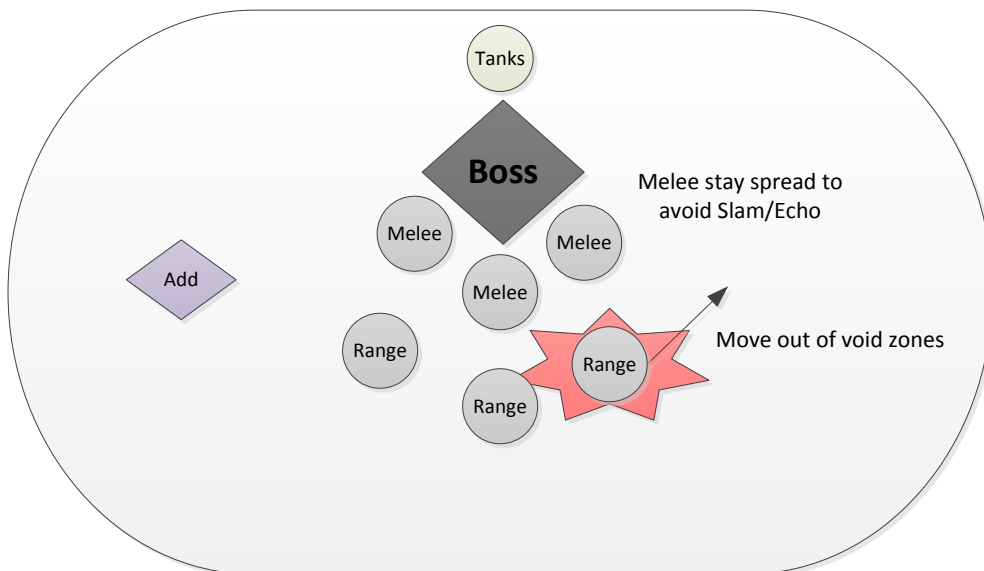 Tanks
Boss
Melee stay spread to
avoid Slam/Echo
Melee
Melee
Add
Melee
Range
Move out of void zones
Range
Range